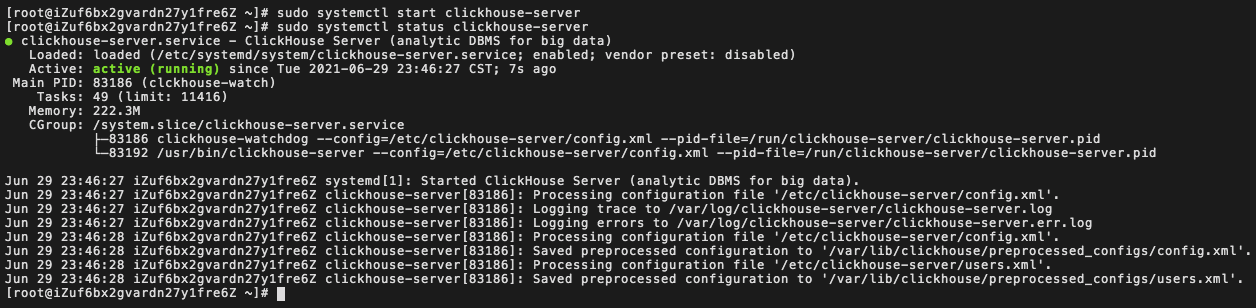 [root@iZuf6bx2gvardn27y1fre6Z ~]# sudo systemctl start clickhouse-server
[root@iZuf6bx2gvardn27y1fre6Z ~]# sudo systemctl status clickhouse-server
● clickhouse-server.service - ClickHouse Server (analytic DBMS for big data)
Loaded: loaded (/etc/systemd/system/clickhouse-server.service; enabled; vendor preset: disabled)
Active: active (running) since Tue 2021-06-29 23:46:27 CST; 7s ago
Main PID: 83186 (clckhouse-watch)
Tasks: 49 (limit: 11416)
Memory: 222.3M
CGroup: /system.slice/clickhouse-server.service
├─83186 clickhouse-watchdog --config=/etc/clickhouse-server/config.xml --pid-file=/run/clickhouse-server/clickhouse-server.pid
└─83192 /usr/bin/clickhouse-server --config=/etc/clickhouse-server/config.xml --pid-file=/run/clickhouse-server/clickhouse-server.pid
Jun 29 23:46:27 iZuf6bx2gvardn27y1fre6Z systemd[1]: Started ClickHouse Server (analytic DBMS for big data).
Jun 29 23:46:27 iZuf6bx2gvardn27y1fre6Z clickhouse-server[83186]: Processing configuration file '/etc/clickhouse-server/config.xml'.
Jun 29 23:46:27 iZuf6bx2gvardn27y1fre6Z clickhouse-server[83186]: Logging trace to /var/log/clickhouse-server/clickhouse-server.log
Jun 29 23:46:27 iZuf6bx2gvardn27y1fre6Z clickhouse-server[83186]: Logging errors to /var/log/clickhouse-server/clickhouse-server.err.log
Jun 29 23:46:28 iZuf6bx2gvardn27y1fre6Z clickhouse-server[83186]: Processing configuration file '/etc/clickhouse-server/config.xml'.
Jun 29 23:46:28 iZuf6bx2gvardn27y1fre6Z clickhouse-server[83186]: Saved preprocessed configuration to '/var/lib/clickhouse/preprocessed_configs/config.xml'.
Jun 29 23:46:28 iZuf6bx2gvardn27y1fre6Z clickhouse-server[83186]: Processing configuration file '/etc/clickhouse-server/users.xml'.
Jun 29 23:46:28 iZuf6bx2gvardn27y1fre6Z clickhouse-server[83186]: Saved preprocessed configuration to '/var/lib/clickhouse/preprocessed_configs/users.xml'.
[root@iZuf6bx2gvardn27y1fre6Z ~]#